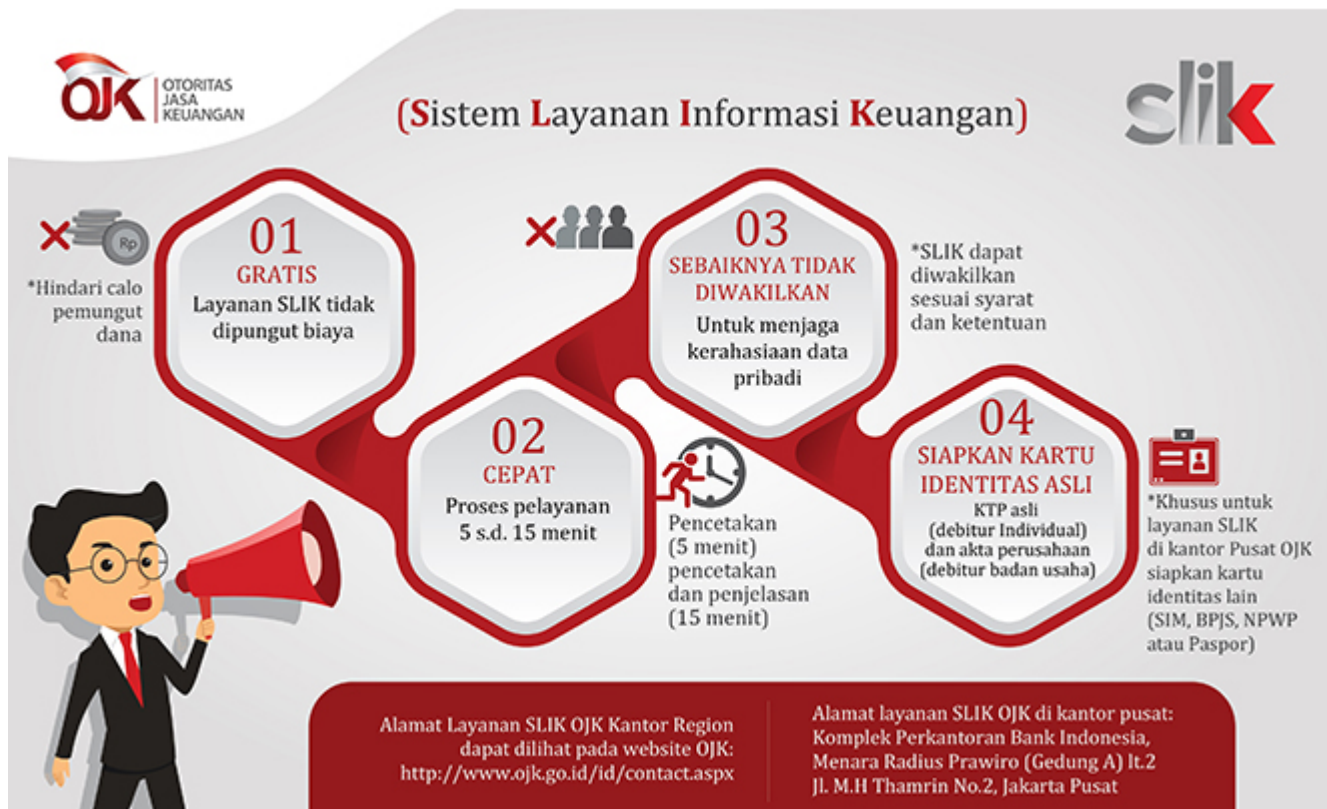 OJK
OTORITAS
JASA
KEUANGAN
(Sistem Layanan Informasi Keuangan)
slik
Rp
*Hindari calo
pemungut
dana
01
GRATIS
Layanan SLIK tidak
dipungut biaya
02
CEPAT
Proses pelayanan
5 s.d. 15 menit
Pencetakan
(5 menit)
pencetakan
dan penjelasan
(15 menit)
03
SEBAIKNYA TIDAK
DIWAKILKAN
Untuk menjaga
kerahasiaan data
pribadi
*SLIK dapat
diwakilkan
sesuai syarat
dan ketentuan
04
SIAPKAN KARTU
IDENTITAS ASLI
KTP asli
(debitur Individual)
dan akta perusahaan
(debitur badan usaha)
*Khusus untuk
layanan SLIK
di kantor Pusat OJK
siapkan kartu
identitas lain
(SIM, BPJS, NPWP
atau Paspor)
Alamat Layanan SLIK OJK Kantor Region
dapat dilihat pada website OJK:
http://www.ojk.go.id/id/contact.aspx
Alamat layanan SLIK OJK di kantor pusat:
Komplek Perkantoran Bank Indonesia,
Menara Radius Prawiro (Gedung A) lt.2
Jl. M.H Thamrin No.2, Jakarta Pusat